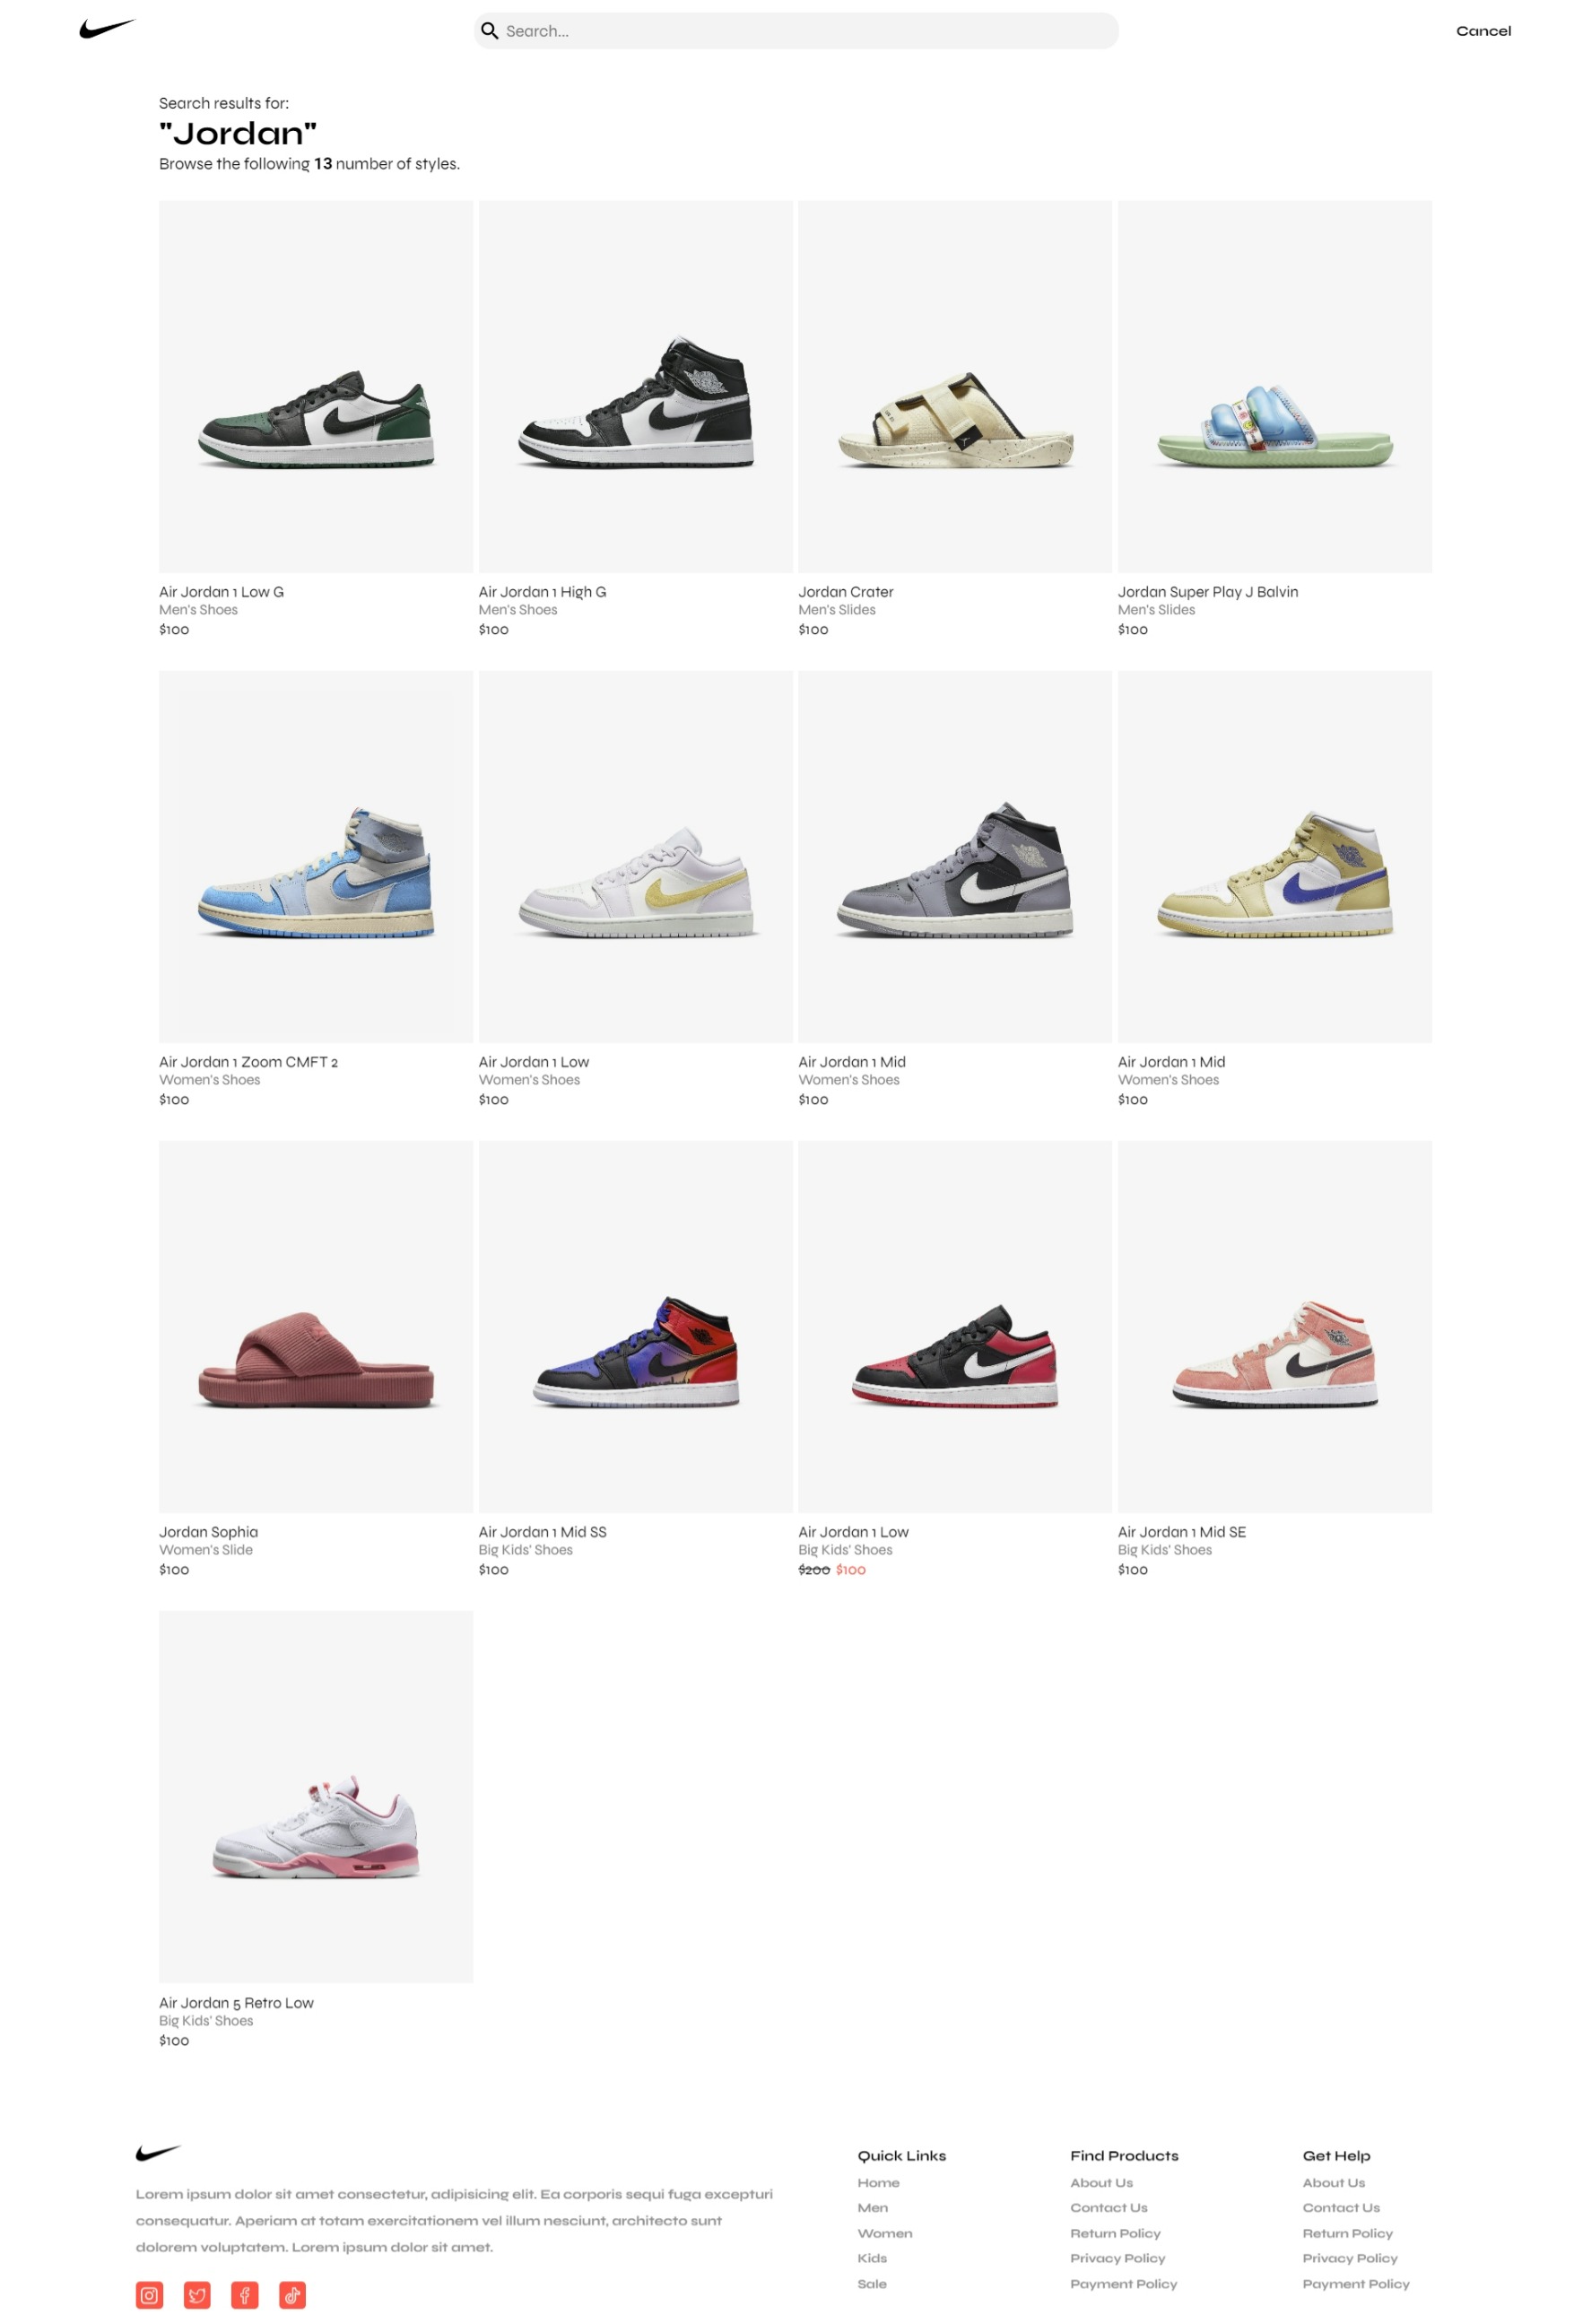 Search...
Cancel
Search results for:
"Jordan"
Browse the following 13 number of styles.
Air Jordan 1 Low G
Men's Shoes
$100
Air Jordan 1 High G
Men's Shoes
$100
Jordan Crater
Men's Slides
$100
Jordan Super Play J Balvin
Men's Slides
$100
Air Jordan 1 Zoom CMFT 2
Women's Shoes
$100
Air Jordan 1 Low
Women's Shoes
$100
Air Jordan 1 Mid
Women's Shoes
$100
Air Jordan 1 Mid
Women's Shoes
$100
Jordan Sophia
Women's Slide
$100
Air Jordan 1 Mid SS
Big Kids' Shoes
$100
Air Jordan 1 Low
Big Kids' Shoes
$200 $100
Air Jordan 1 Mid SE
Big Kids' Shoes
$100
Air Jordan 5 Retro Low
Big Kids' Shoes
$100
Lorem ipsum dolor sit amet consectetur, adipisicing elit. Ea corporis sequi fuga excepturi
consequatur. Aperiam at totam exercitationem vel illum nesciunt, architecto sunt
dolorem voluptatem. Lorem ipsum dolor sit amet.
Quick Links
Home
Men
Women
Kids
Sale
Find Products
About Us
Contact Us
Return Policy
Privacy Policy
Payment Policy
Get Help
About Us
Contact Us
Return Policy
Privacy Policy
Payment Policy